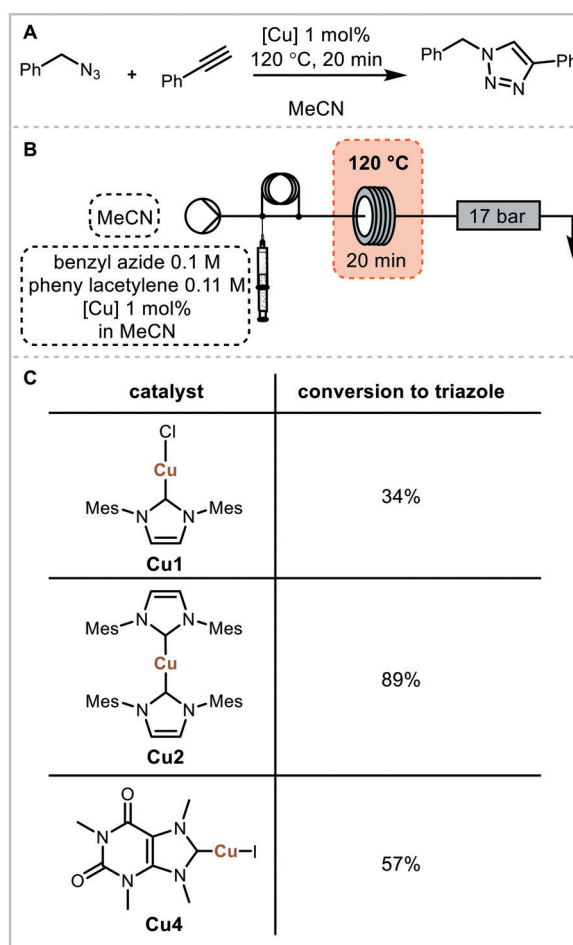 A
Ph
N3
+
Ph
[Cu] 1 mol%
120 °C, 20 min
MeCN
Ph
N
N
N
Ph
B
MeCN
benzyl azide 0.1 M
pheny lacetylene 0.11 M
[Cu] 1 mol%
in MeCN
120 °C
20 min
17 bar
C
catalyst conversion to triazole
Cl
Cu
Mes N N Mes
Cu1
34%
Mes N N Mes
Cu
Mes N N Mes
Cu2
89%
O
N
N
Cu I
O
N
N
Cu4
57%